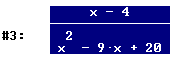 x - 4
#3:
2
x - 9·x + 20